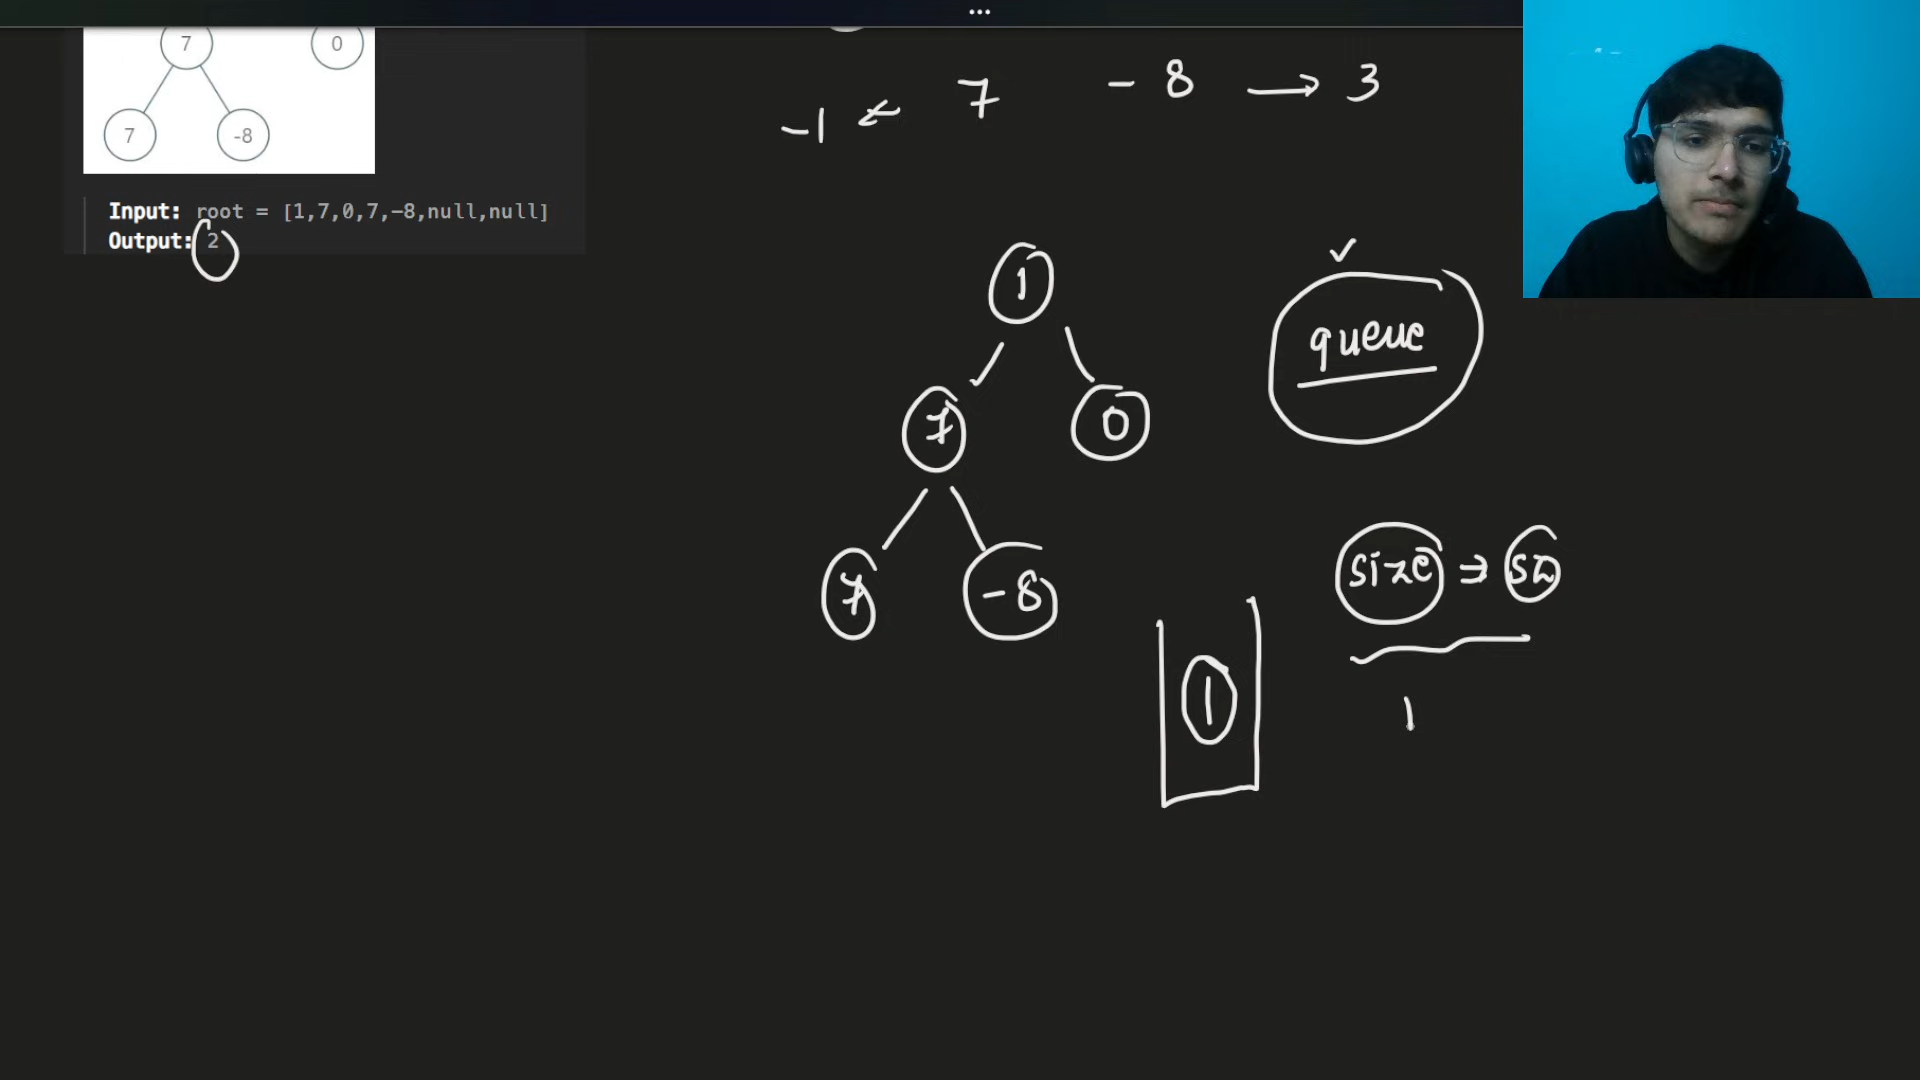 ...
7
0
7
-8
Input: root = [1,7,0,7,-8,null,null]
Output: 2
-1 ← 7 - 8 → 3
1
✓
queue
7
0
7
-8
size ⇒ sz
1
1